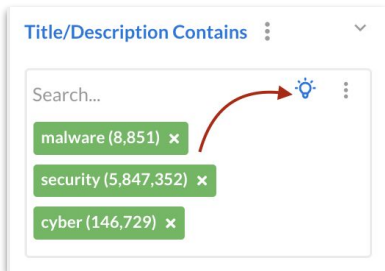 Title/Description Contains
Search...
malware (8,851) ×
security (5,847,352) ×
cyber (146,729) ×